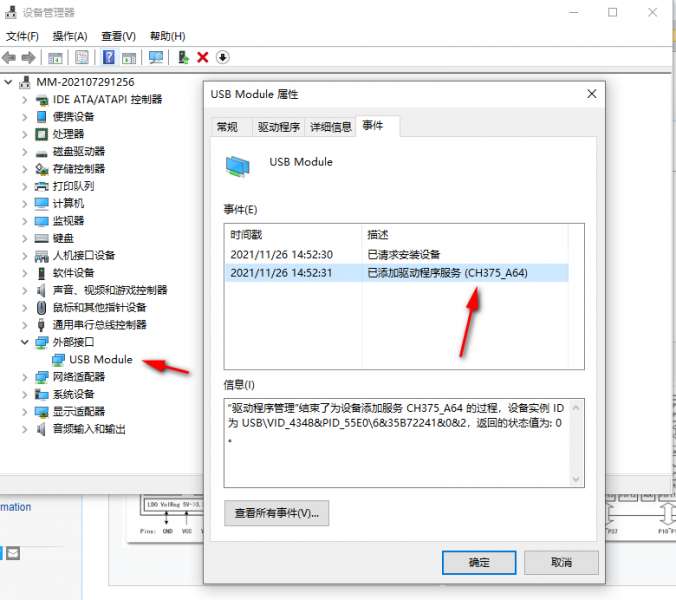 设备管理器
文件(F) 操作(A) 查看(V) 帮助(H)
MM-202107291256
IDE ATA/ATAPI 控制器
便携设备
处理器
磁盘驱动器
存储控制器
打印队列
计算机
监视器
键盘
人机接口设备
软件设备
声音、视频和游戏控制器
鼠标和其他指针设备
通用串行总线控制器
外部接口
USB Module
网络适配器
系统设备
显示适配器
音频输入和输出
USB Module 属性
常规 驱动程序 详细信息 事件
USB Module
事件(E)
时间戳 描述
2021/11/26 14:52:30 已请求安装设备
2021/11/26 14:52:31 已添加驱动程序服务 (CH375_A64)
信息(I)
“驱动程序管理”结束了为设备添加服务 CH375_A64 的过程，设备实例 ID
为 USB\VID_4348&PID_55E0\6&35B72241&0&2，返回的状态值为: 0
。
查看所有事件(V)...
确定 取消
mation
LDO VolReg 5V->3.
Pins: GND VCC